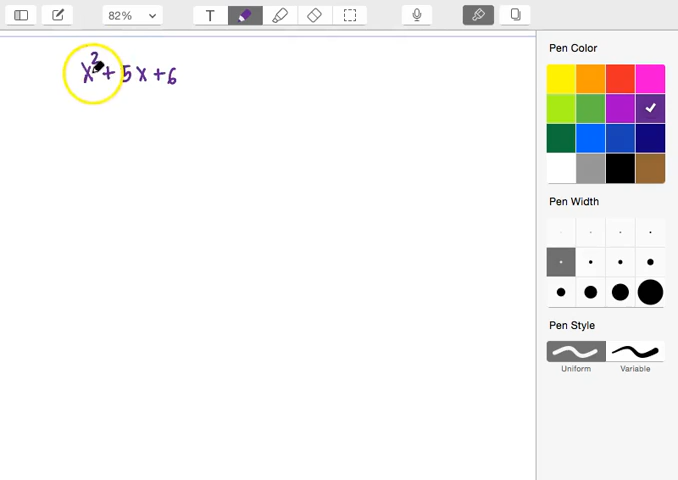 82%
T
x² + 5x + 6
Pen Color
Pen Width
Pen Style
Uniform Variable